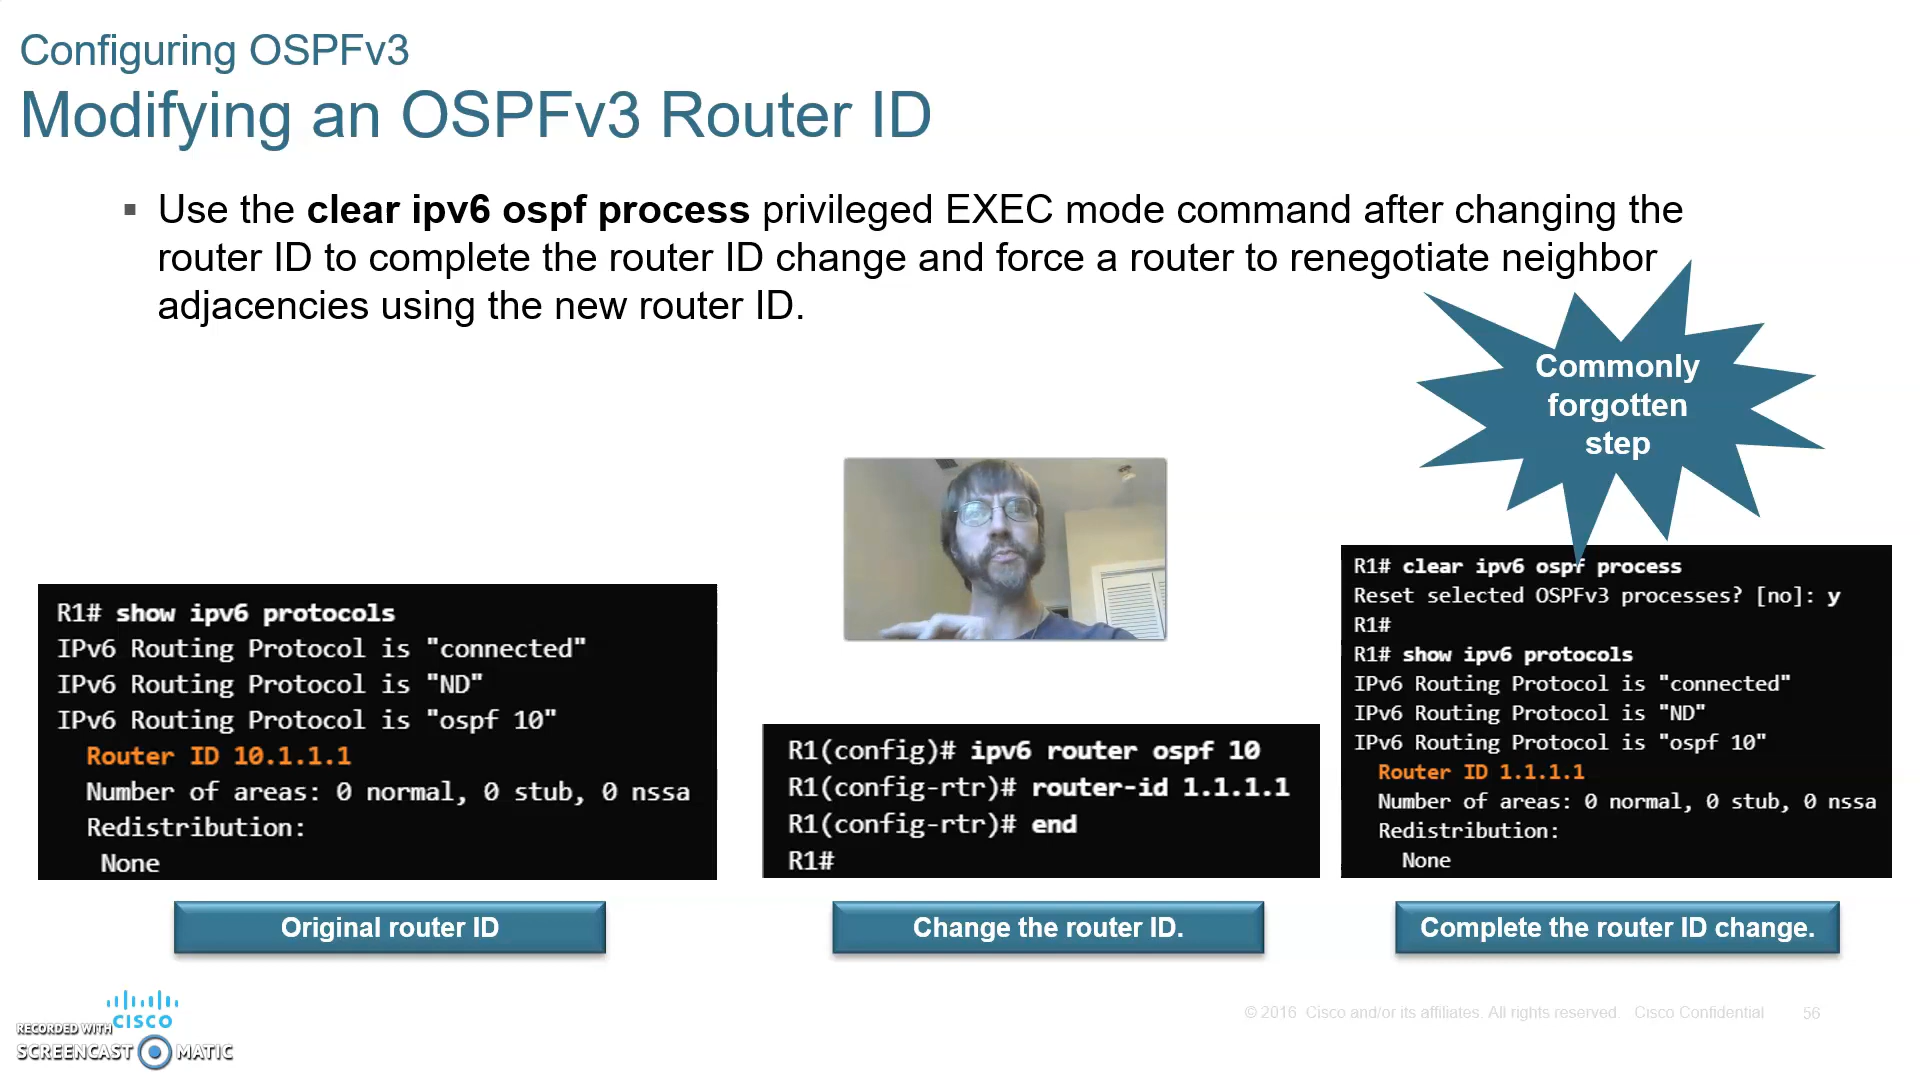 Configuring OSPFv3
Modifying an OSPFv3 Router ID
▪ Use the clear ipv6 ospf process privileged EXEC mode command after changing the
router ID to complete the router ID change and force a router to renegotiate neighbor
adjacencies using the new router ID.
Commonly
forgotten
step
R1# show ipv6 protocols
IPv6 Routing Protocol is "connected"
IPv6 Routing Protocol is "ND"
IPv6 Routing Protocol is "ospf 10"
Router ID 10.1.1.1
Number of areas: 0 normal, 0 stub, 0 nssa
Redistribution:
None
Original router ID
R1(config)# ipv6 router ospf 10
R1(config-rtr)# router-id 1.1.1.1
R1(config-rtr)# end
R1#
Change the router ID.
R1# clear ipv6 ospf process
Reset selected OSPFv3 processes? [no]: y
R1#
R1# show ipv6 protocols
IPv6 Routing Protocol is "connected"
IPv6 Routing Protocol is "ND"
IPv6 Routing Protocol is "ospf 10"
Router ID 1.1.1.1
Number of areas: 0 normal, 0 stub, 0 nssa
Redistribution:
None
Complete the router ID change.
CISCO
RECORDED WITH
SCREENCAST MATIC
© 2016 Cisco and/or its affiliates. All rights reserved. Cisco Confidential 56